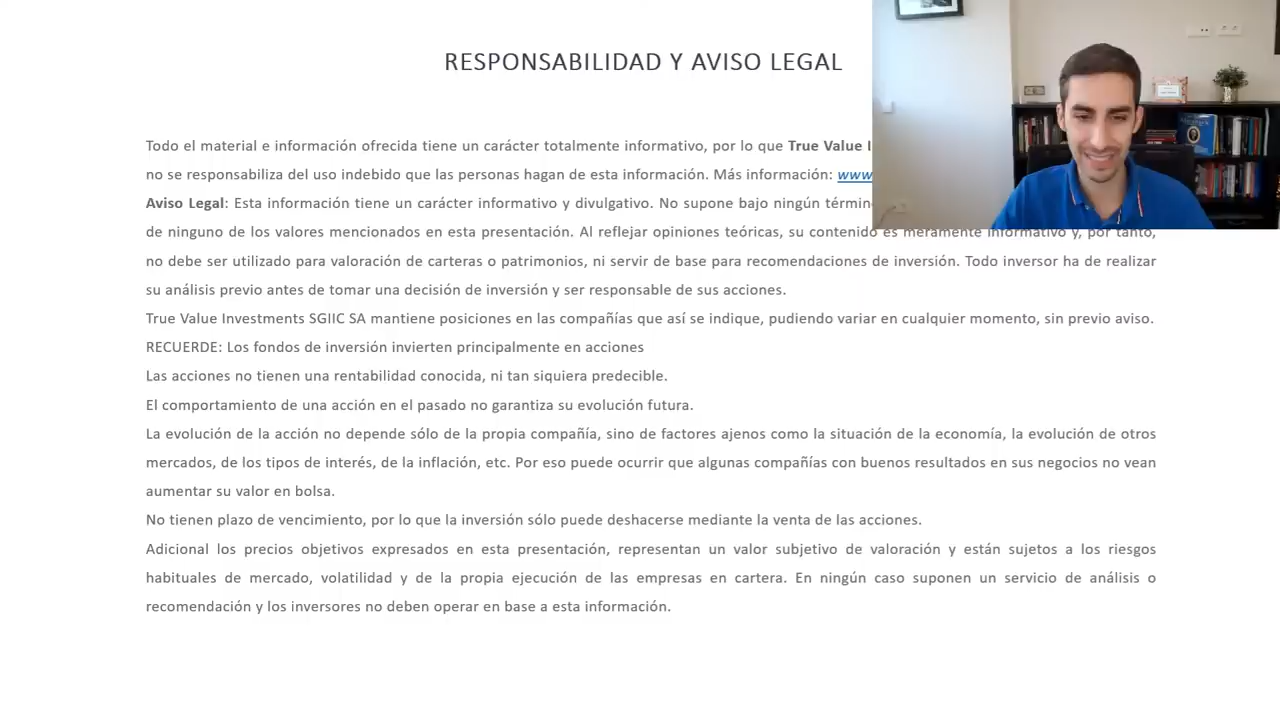 RESPONSABILIDAD Y AVISO LEGAL
Todo el material e información ofrecida tiene un carácter totalmente informativo, por lo que True Value
no se responsabiliza del uso indebido que las personas hagan de esta información. Más información: www
Aviso Legal: Esta información tiene un carácter informativo y divulgativo. No supone bajo ningún
de ninguno de los valores mencionados en esta presentación. Al reflejar opiniones teóricas, su contenido es meramente informativo y, por tanto,
no debe ser utilizado para valoración de carteras o patrimonios, ni servir de base para recomendaciones de inversión. Todo inversor ha de realizar
su análisis previo antes de tomar una decisión de inversión y ser responsable de sus acciones.
True Value Investments SGIIC SA mantiene posiciones en las compañías que así se indique, pudiendo variar en cualquier momento, sin previo aviso.
RECUERDE: Los fondos de inversión invierten principalmente en acciones
Las acciones no tienen una rentabilidad conocida, ni tan siquiera predecible.
El comportamiento de una acción en el pasado no garantiza su evolución futura.
La evolución de la acción no depende sólo de la propia compañía, sino de factores ajenos como la situación de la economía, la evolución de otros
mercados, de los tipos de interés, de la inflación, etc. Por eso puede ocurrir que algunas compañías con buenos resultados en sus negocios no vean
aumentar su valor en bolsa.
No tienen plazo de vencimiento, por lo que la inversión sólo puede deshacerse mediante la venta de las acciones.
Adicional los precios objetivos expresados en esta presentación, representan un valor subjetivo de valoración y están sujetos a los riesgos
habituales de mercado, volatilidad y de la propia ejecución de las empresas en cartera. En ningún caso suponen un servicio de análisis o
recomendación y los inversores no deben operar en base a esta información.